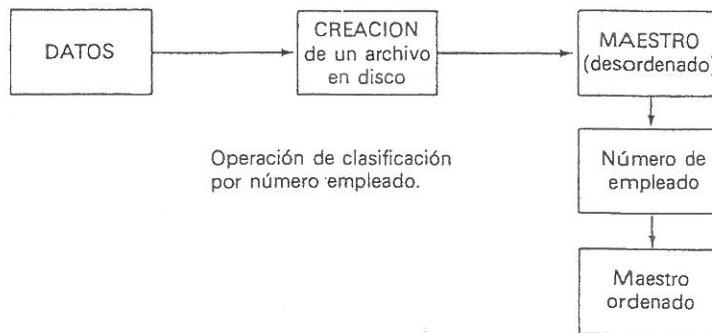 DATOS
CREACION
de un archivo
en disco
MAESTRO
(desordenado)
Operación de clasificación
por número empleado.
Número de
empleado
Maestro
ordenado